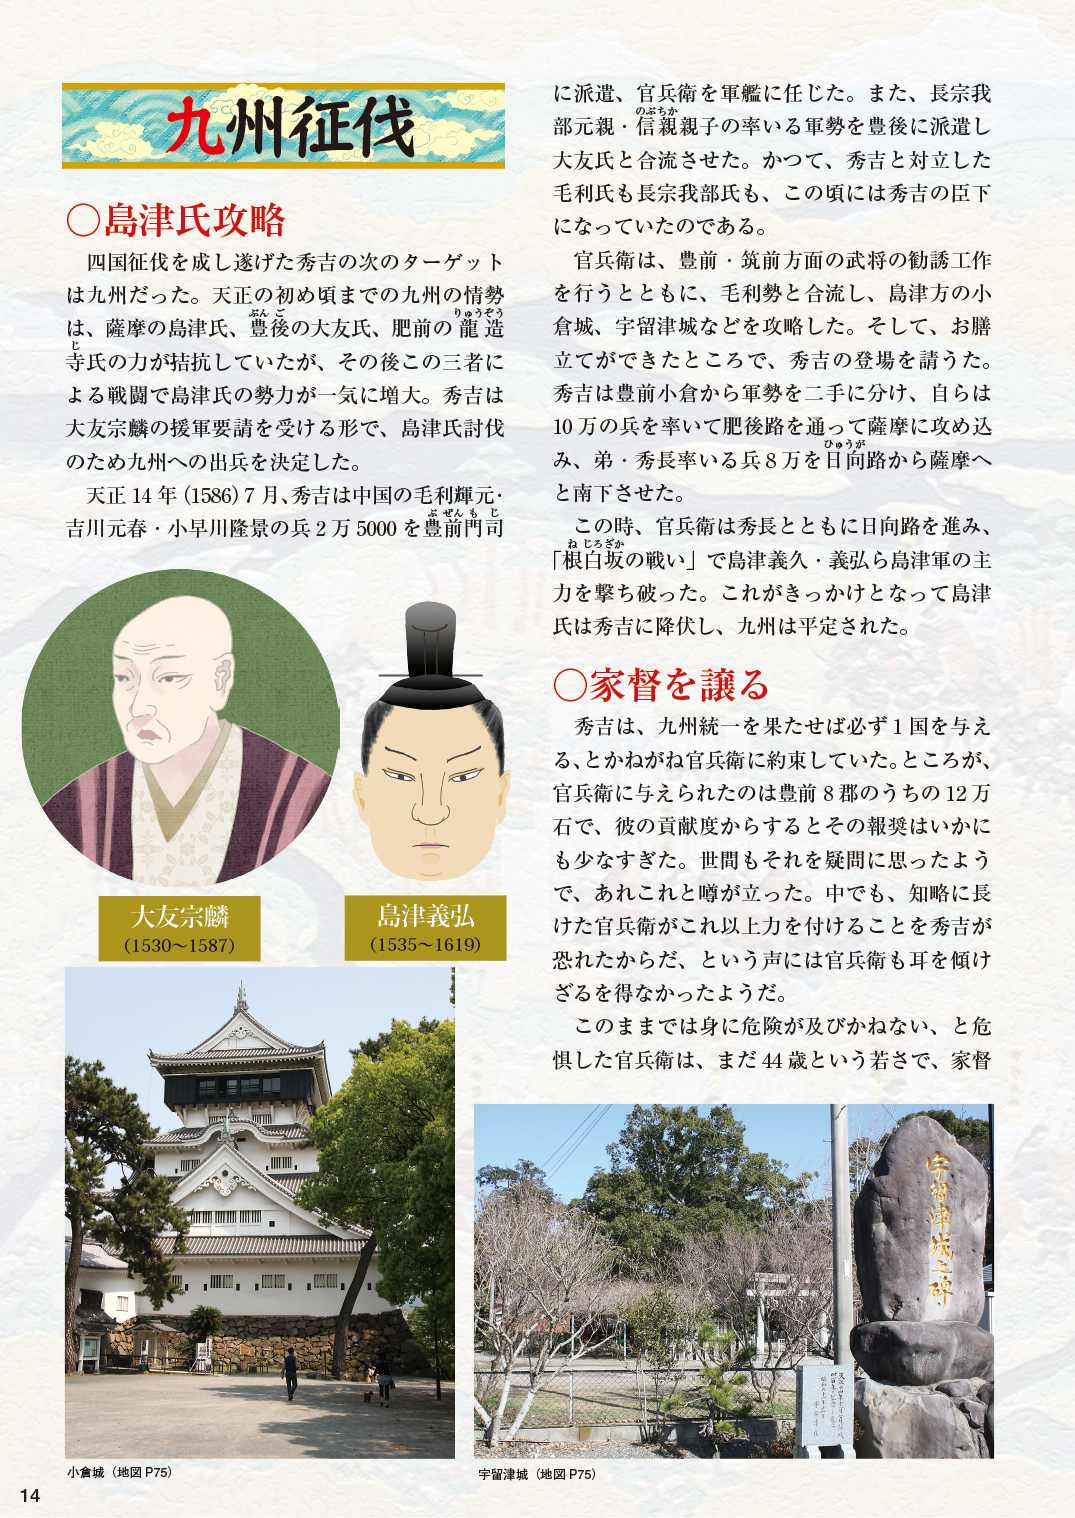 九州征伐
〇島津氏攻略
四国征伐を成し遂げた秀吉の次のターゲット
は九州だった。天正の初め頃までの九州の情勢
は、薩摩の島津氏、豊後の大友氏、肥前の龍造
ぶんご
りゅうぞう
寺氏の力が拮抗していたが、その後この三者に
じ
よる戦闘で島津氏の勢力が一気に増大。秀吉は
大友宗麟の援軍要請を受ける形で、島津氏討伐
のため九州への出兵を決定した。
天正 14 年 (1586) 7 月、秀吉は中国の毛利輝元・
吉川元春・小早川隆景の兵 2 万 5000 を豊前門司
ぶぜんもじ
に派遣、官兵衛を軍艦に任じた。また、長宗我
部元親・信親親子の率いる軍勢を豊後に派遣し
のぶちか
大友氏と合流させた。かつて、秀吉と対立した
毛利氏も長宗我部氏も、この頃には秀吉の臣下
になっていたのである。
官兵衛は、豊前・筑前方面の武将の勧誘工作
を行うとともに、毛利勢と合流し、島津方の小
倉城、宇留津城などを攻略した。そして、お膳
立てができたところで、秀吉の登場を請うた。
秀吉は豊前小倉から軍勢を二手に分け、自らは
10 万の兵を率いて肥後路を通って薩摩に攻め込
み、弟・秀長率いる兵 8 万を日向路から薩摩へ
ひゅうが
と南下させた。
この時、官兵衛は秀長とともに日向路を進み、
「根白坂の戦い」で島津義久・義弘ら島津軍の主
ねじろざか
力を撃ち破った。これがきっかけとなって島津
氏は秀吉に降伏し、九州は平定された。
〇家督を譲る
秀吉は、九州統一を果たせば必ず 1 国を与え
る、とかねがね官兵衛に約束していた。ところが、
官兵衛に与えられたのは豊前 8 郡のうちの 12 万
石で、彼の貢献度からするとその報奨はいかに
も少なすぎた。世間もそれを疑問に思ったよう
で、あれこれと噂が立った。中でも、知略に長
けた官兵衛がこれ以上力を付けることを秀吉が
恐れたからだ、という声には官兵衛も耳を傾け
ざるを得なかったようだ。
このままでは身に危険が及びかねない、と危
惧した官兵衛は、まだ 44 歳という若さで、家督
大友宗麟
（1530～1587）
島津義弘
（1535～1619）
宇留津城之碑
小倉城（地図 P75）
宇留津城（地図 P75）
14